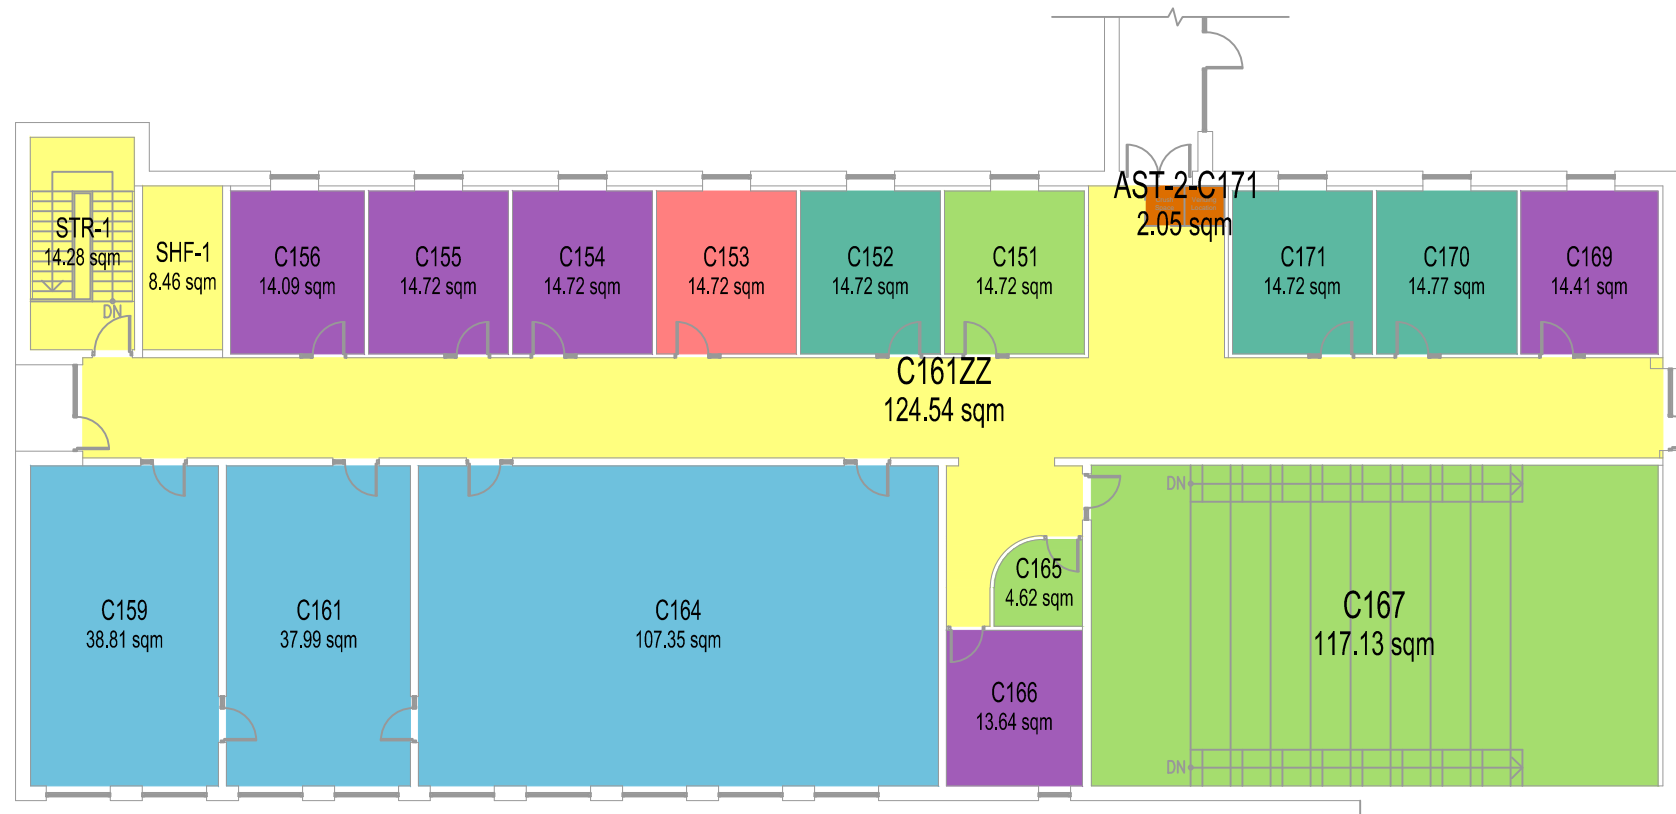 AST-2-C171
2.05 sqm
STR-1
14.28 sqm
DN
SHF-1
8.46 sqm
C156
14.09 sqm
C155
14.72 sqm
C154
14.72 sqm
C153
14.72 sqm
C152
14.72 sqm
C151
14.72 sqm
C171
14.72 sqm
C170
14.77 sqm
C169
14.41 sqm
C161ZZ
124.54 sqm
C159
38.81 sqm
C161
37.99 sqm
C164
107.35 sqm
C165
4.62 sqm
C166
13.64 sqm
DN
C167
117.13 sqm
DN